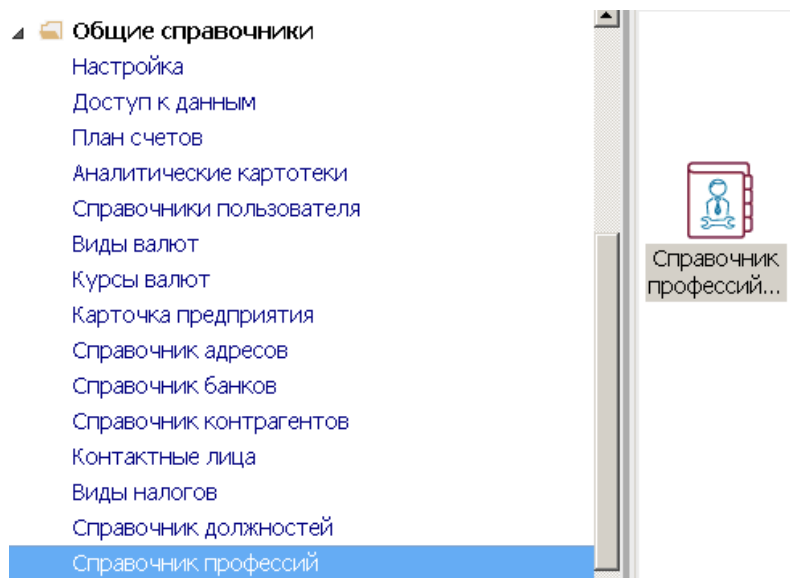 Общие справочники
Настройка
Доступ к данным
План счетов
Аналитические картотеки
Справочники пользователя
Виды валют
Курсы валют
Карточка предприятия
Справочник адресов
Справочник банков
Справочник контрагентов
Контактные лица
Виды налогов
Справочник должностей
Справочник профессий
Справочник
профессий...